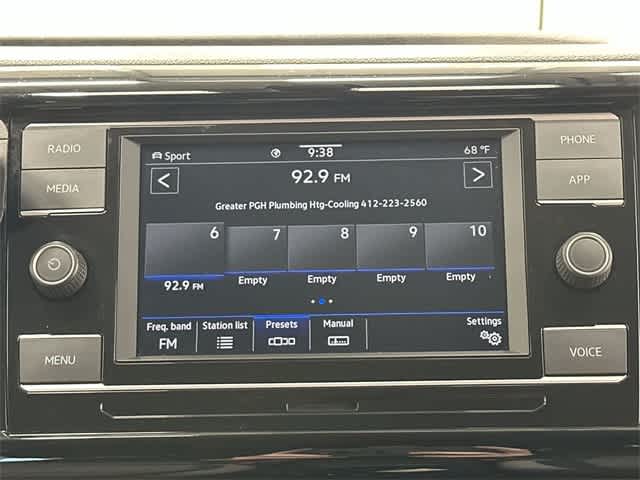 RADIO
MEDIA
MENU
PHONE
APP
VOICE
Sport 9:38 68 °F
< 92.9 FM >
Greater PGH Plumbing Htg-Cooling 412-223-2560
6 7 8 9 10
92.9 FM Empty Empty Empty Empty
Freq. band Station list Presets Manual Settings
FM